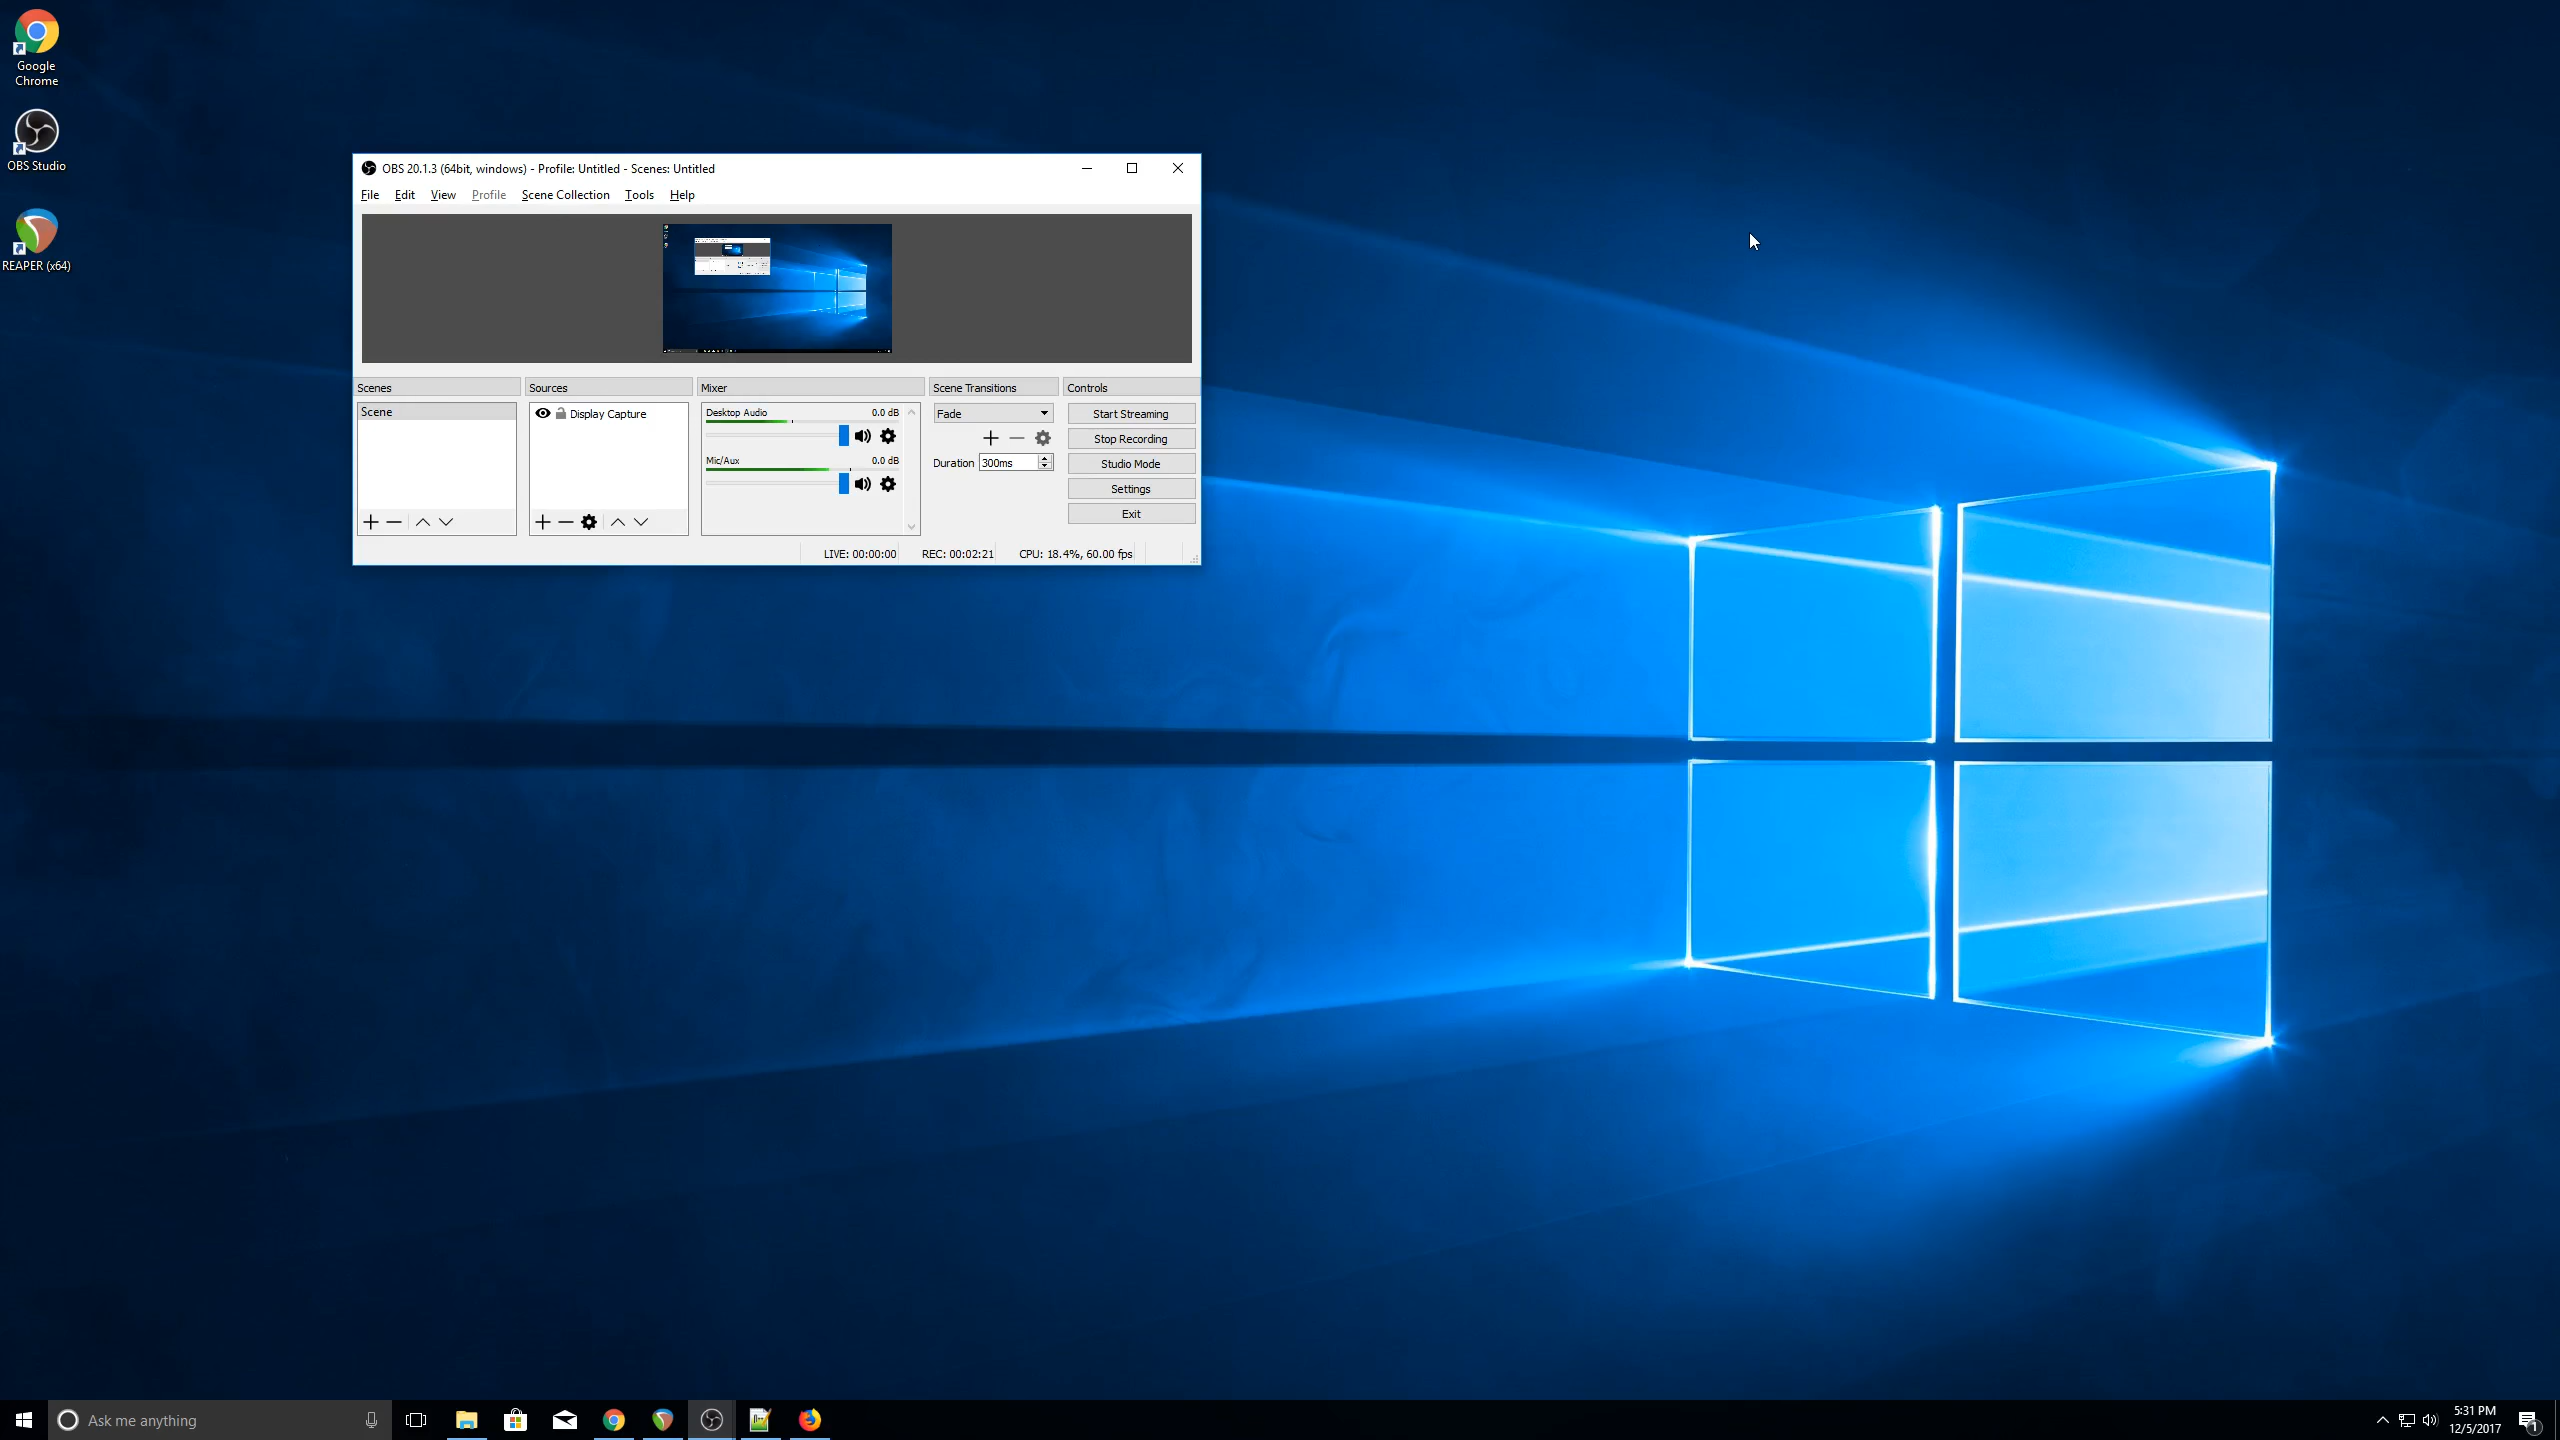 Google
Chrome
OBS Studio
REAPER (x64)
OBS 20.1.3 (64bit, windows) - Profile: Untitled - Scenes: Untitled
File Edit View Profile Scene Collection Tools Help
Scenes
Scene
Sources
Display Capture
Mixer
Desktop Audio 0.0 dB
Mic/Aux 0.0 dB
Scene Transitions
Fade
Duration 300ms
Controls
Start Streaming
Stop Recording
Studio Mode
Settings
Exit
LIVE: 00:00:00 REC: 00:02:21 CPU: 18.4%, 60.00 fps
Ask me anything
5:31 PM
12/5/2017
1